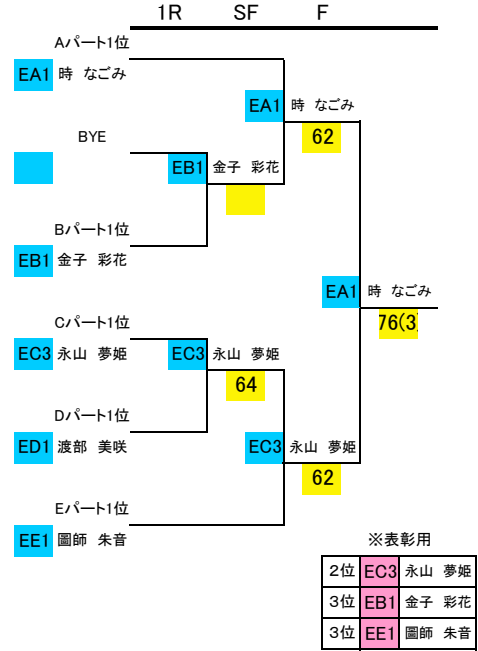 1R SF F
Aパート1位
EA1 時 なごみ
EA1 時 なごみ
62
BYE
EB1 金子 彩花
Bパート1位
EB1 金子 彩花
EA1 時 なごみ
76(3
Cパート1位
EC3 永山 夢姫
EC3 永山 夢姫
64
Dパート1位
ED1 渡部 美咲
EC3 永山 夢姫
62
Eパート1位
EE1 圖師 朱音
※表彰用
2位 EC3 永山 夢姫
3位 EB1 金子 彩花
3位 EE1 圖師 朱音